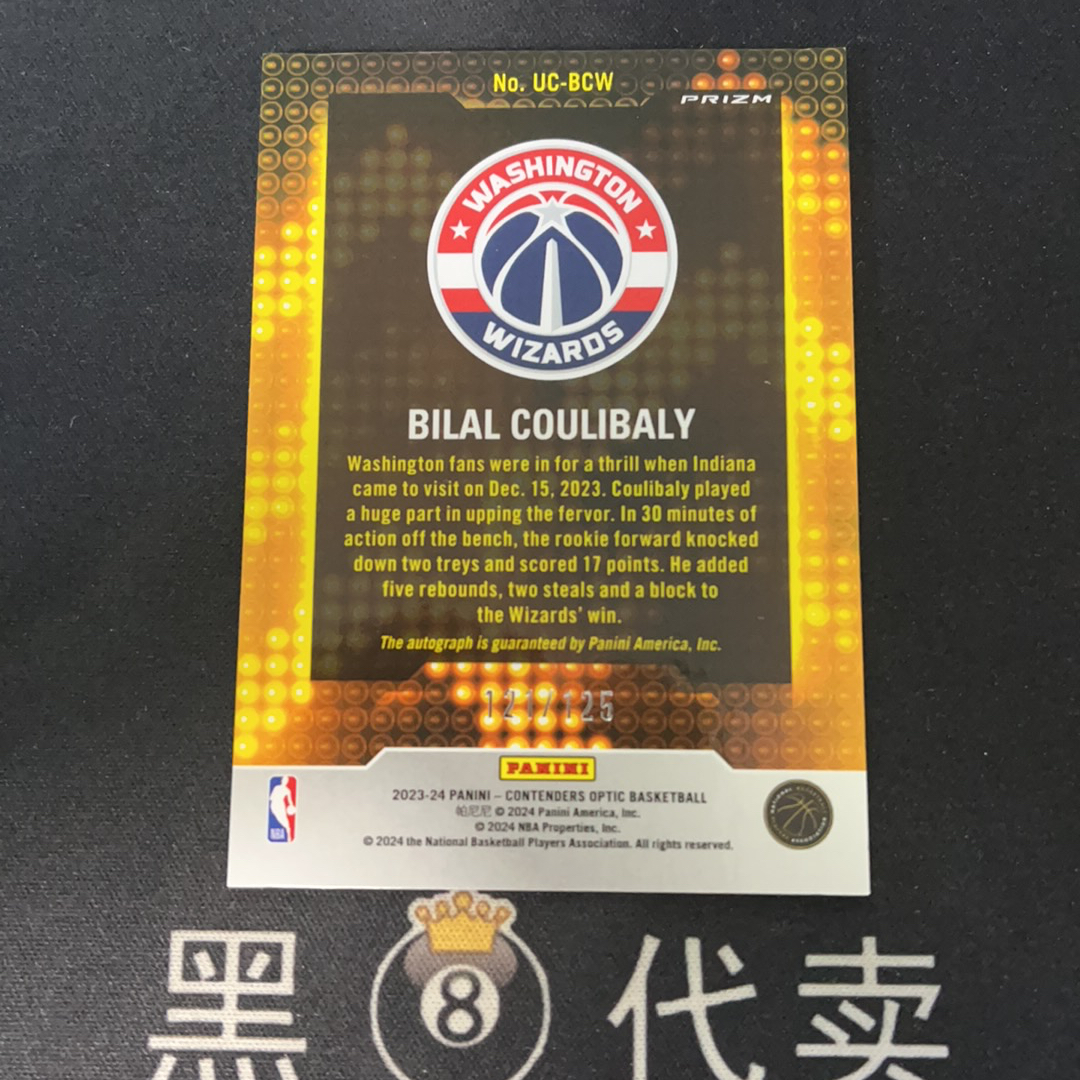 No. UC-BCW
PRIZM
WASHINGTON
WIZARDS
BILAL COULIBALY
Washington fans were in for a thrill when Indiana
came to visit on Dec. 15, 2023. Coulibaly played
a huge part in upping the fervor. In 30 minutes of
action off the bench, the rookie forward knocked
down two treys and scored 17 points. He added
five rebounds, two steals and a block to
the Wizards' win.
The autograph is guaranteed by Panini America, Inc.
121/125
PANINI
NBA
2023-24 PANINI – CONTENDERS OPTIC BASKETBALL
帕尼尼 © 2024 Panini America, Inc.
© 2024 NBA Properties, Inc.
© 2024 the National Basketball Players Association. All rights reserved.
黑 8 代卖